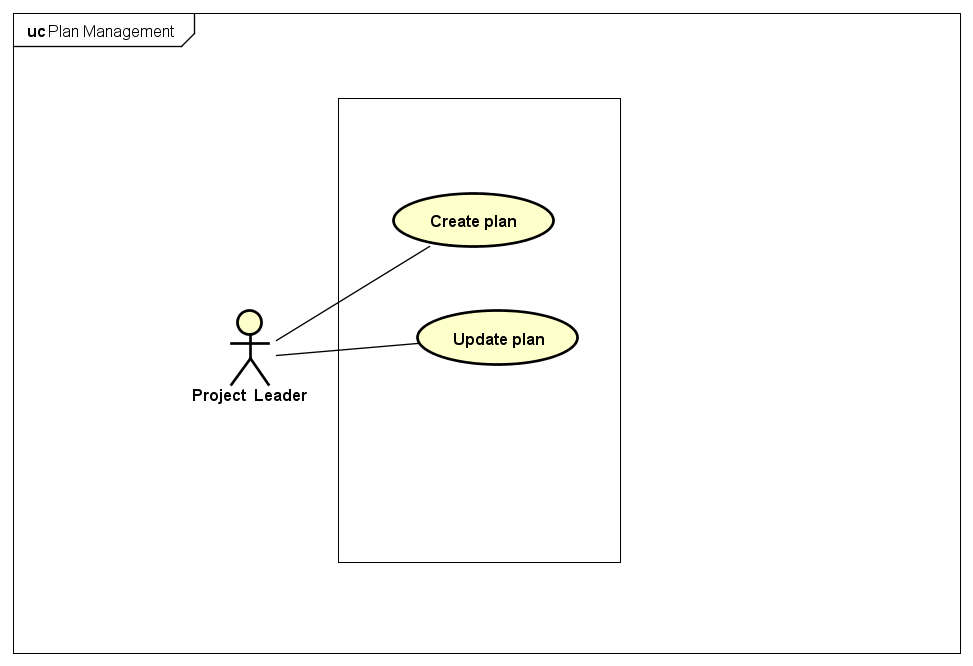 uc Plan Management
Create plan
Update plan
Project Leader